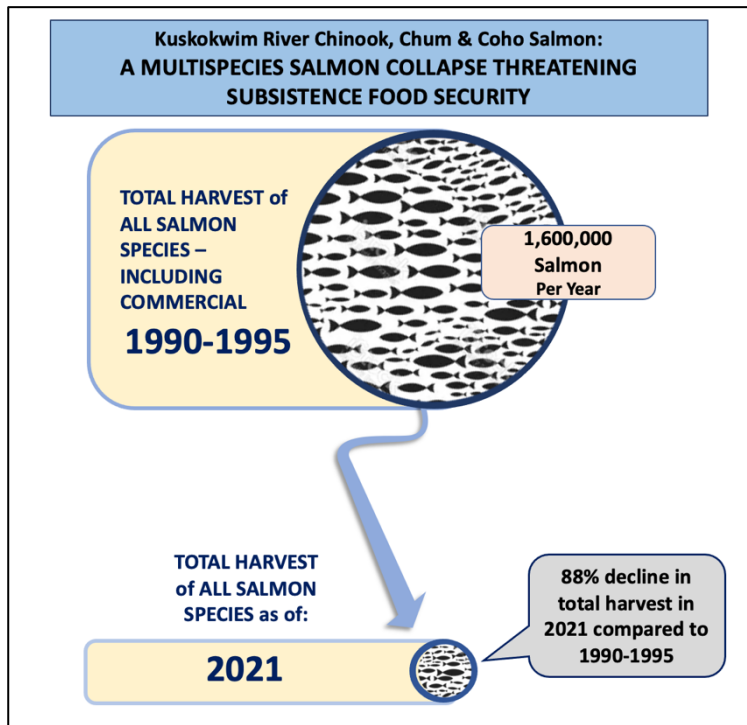 Kuskokwim River Chinook, Chum & Coho Salmon:
A MULTISPECIES SALMON COLLAPSE THREATENING
SUBSISTENCE FOOD SECURITY
TOTAL HARVEST of
ALL SALMON
SPECIES –
INCLUDING
COMMERCIAL
1990-1995
1,600,000
Salmon
Per Year
TOTAL HARVEST
of ALL SALMON
SPECIES as of:
2021
88% decline in
total harvest in
2021 compared to
1990-1995